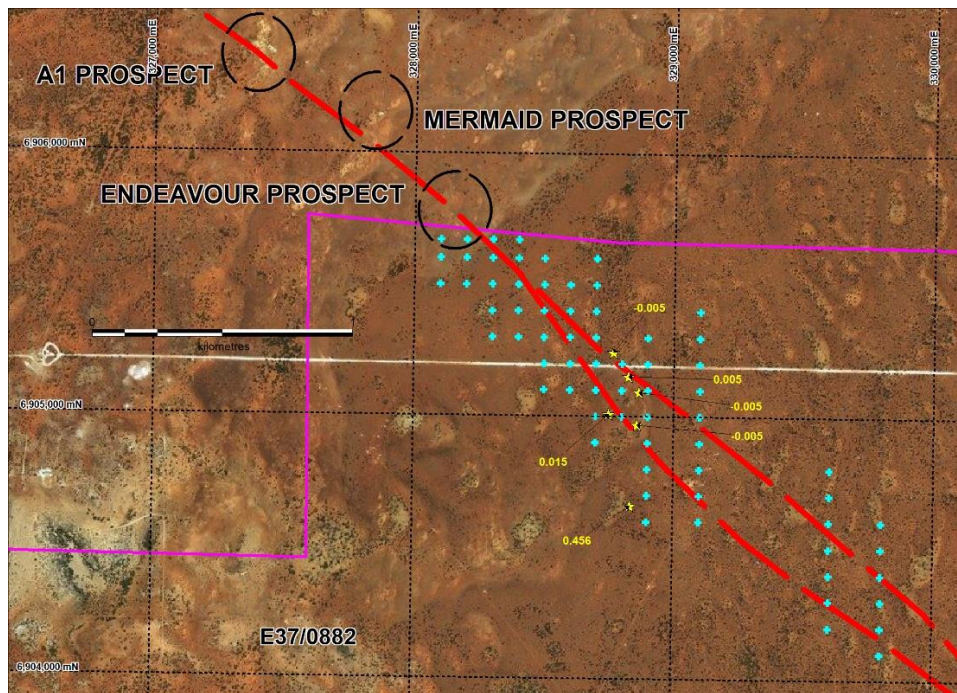 327,000 mE
328,000 mE
329,000 mE
330,000 mE
A1 PROSPECT
MERMAID PROSPECT
6,906,000 mN
ENDEAVOUR PROSPECT
-0.005
0
kilometres
0.005
6,905,000 mN
-0.005
-0.005
0.015
0.456
E37/0882
6,904,000 mN